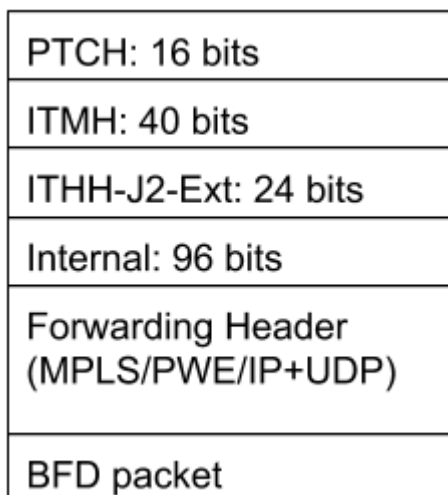 PTCH: 16 bits
ITMH: 40 bits
ITHH-J2-Ext: 24 bits
Internal: 96 bits
Forwarding Header
(MPLS/PWE/IP+UDP)
BFD packet